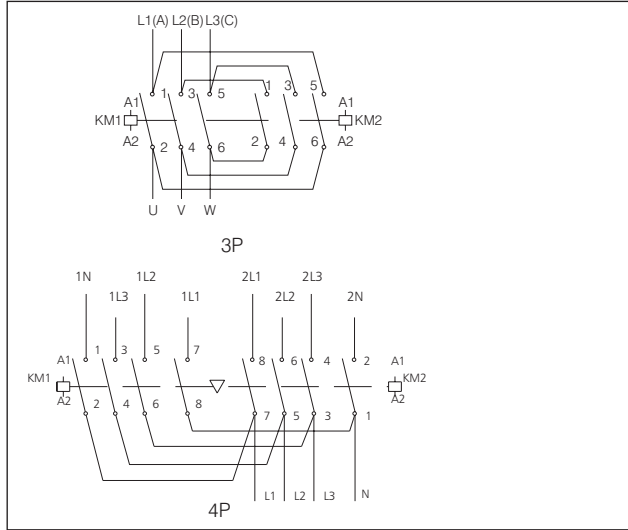 L1(A) L2(B) L3(C)
1 3 5 1 3 5
A1 A1
KM1 KM2
A2 A2
2 4 6 2 4 6
U V W
3P
1N 1L2 2L1 2L3
1L3 1L1 2L2 2N
A1 1 3 5 7 8 6 4 2 A1
KM1 KM2
A2 2 4 6 8 7 5 3 1 A2
L1 L2 L3 N
4P